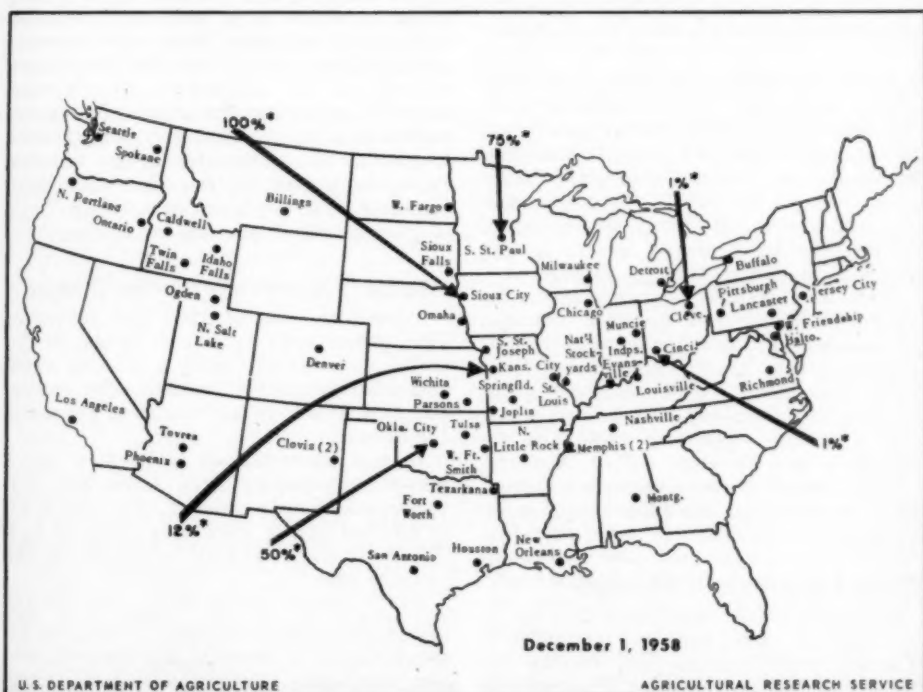 100%*
75%*
1%*
Seattle
Spokane
N. Portland
Ontario
Caldwell
Twin
Falls
Idaho
Falls
Billings
W. Fargo
S. St. Paul
Sioux
Falls
Sioux City
Omaha
Milwaukee
Chicago
Detroit
Cleve.
Buffalo
Pittsburgh
Lancaster
Jersey City
W. Friendship
Balto.
Ogden
N. Salt
Lake
Denver
S. St.
Joseph
Kans. City
Nat'l
Stock-
yards
Muncie
Indps.
Evans
ville
Cinci.
Louisville
Richmond
Los Angeles
Wichita
Parsons
Springfld.
St.
Louis
Joplin
Nashville
Tovrea
Phoenix
Clovis (2)
Okla. City
Tulsa
W. Ft.
Smith
N.
Little Rock
Memphis (2)
1%*
Texarkana
Fort
Worth
Montg.
12%*
50%*
San Antonio
Houston
New
Orleans
December 1, 1958
U.S. DEPARTMENT OF AGRICULTURE
AGRICULTURAL RESEARCH SERVICE